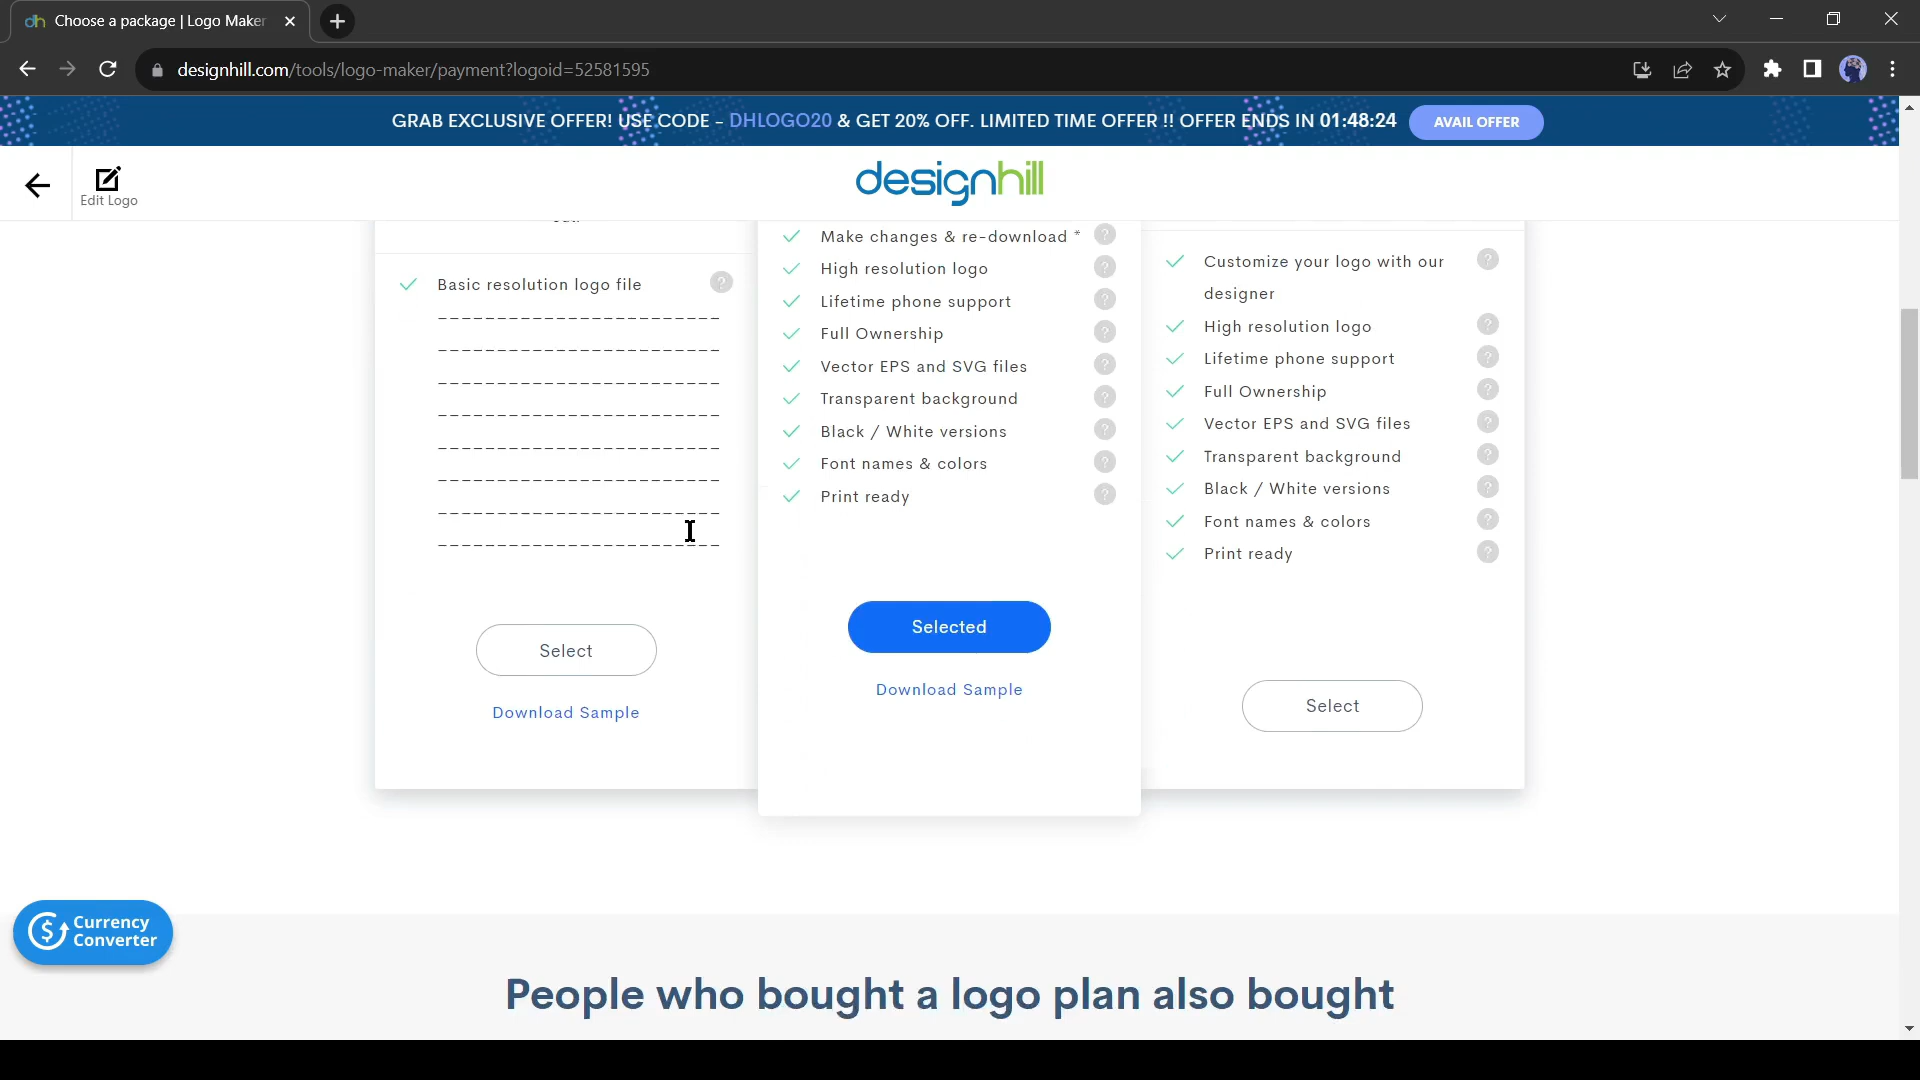 Choose a package | Logo Maker
designhill.com/tools/logo-maker/payment?logoid=52581595
GRAB EXCLUSIVE OFFER! USE CODE - DHLOGO20 & GET 20% OFF. LIMITED TIME OFFER !! OFFER ENDS IN 01:48:24
AVAIL OFFER
Edit Logo
designhill
Basic resolution logo file
Select
Download Sample
Make changes & re-download *
High resolution logo
Lifetime phone support
Full Ownership
Vector EPS and SVG files
Transparent background
Black / White versions
Font names & colors
Print ready
Selected
Download Sample
Customize your logo with our
designer
High resolution logo
Lifetime phone support
Full Ownership
Vector EPS and SVG files
Transparent background
Black / White versions
Font names & colors
Print ready
Select
Currency
Converter
People who bought a logo plan also bought